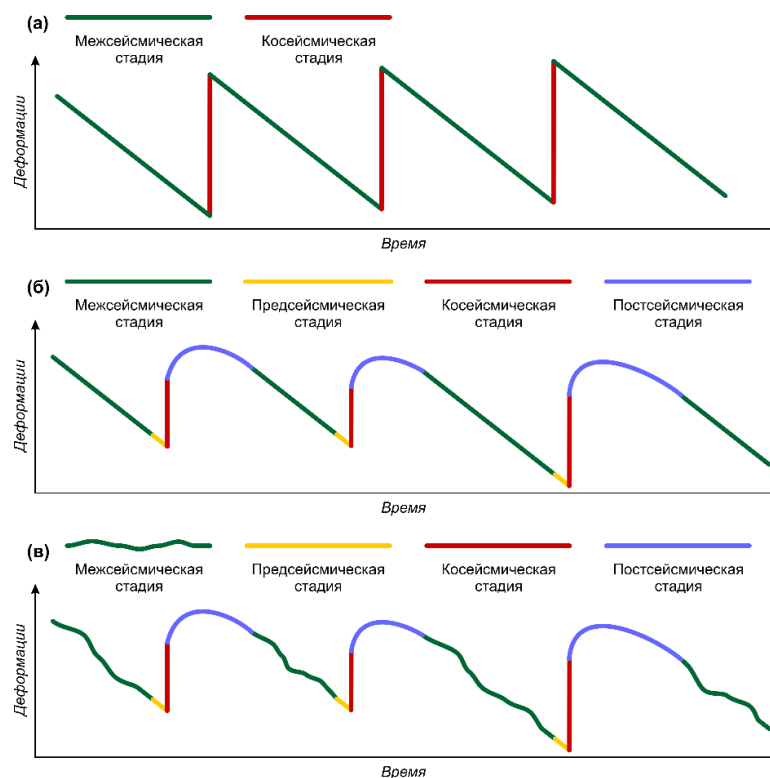 (а)
Межсейсмическая
стадия
Косейсмическая
стадия
Деформации
Время
(б)
Межсейсмическая
стадия
Предсейсмическая
стадия
Косейсмическая
стадия
Постсейсмическая
стадия
Деформации
Время
(в)
Межсейсмическая
стадия
Предсейсмическая
стадия
Косейсмическая
стадия
Постсейсмическая
стадия
Деформации
Время